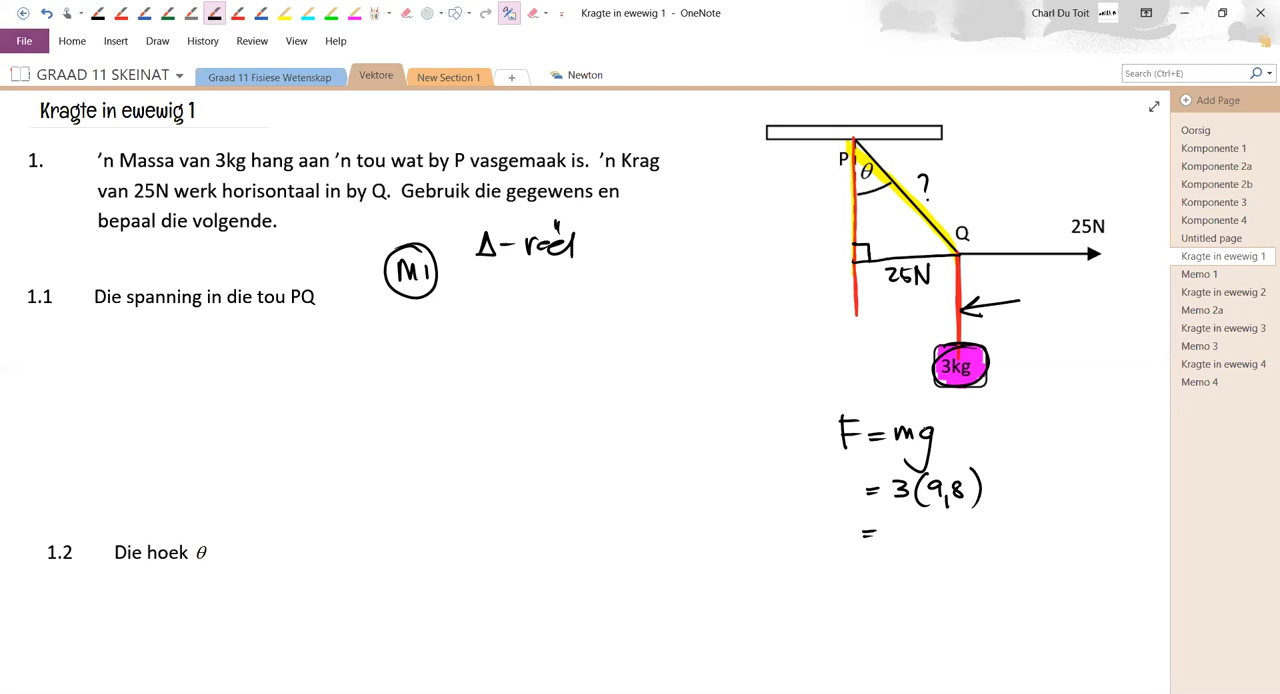 Kragte in ewewig 1 - OneNote
Charl Du Toit
File Home Insert Draw History Review View Help
GRAAD 11 SKEINAT
Graad 11 Fisiese Wetenskap
Vektore
New Section 1
+
Newton
Search (Ctrl+E)
Add Page
Kragte in ewewig 1
1. 'n Massa van 3kg hang aan 'n tou wat by P vasgemaak is. 'n Krag
van 25N werk horisontaal in by Q. Gebruik die gegewens en
bepaal die volgende.
M1
Δ-reël
1.1 Die spanning in die tou PQ
1.2 Die hoek θ
P
θ
?
Q
25N
25N
3kg
F = mg
= 3(9,8)
=
Oorsig
Komponente 1
Komponente 2a
Komponente 2b
Komponente 3
Komponente 4
Untitled page
Kragte in ewewig 1
Memo 1
Kragte in ewewig 2
Memo 2a
Kragte in ewewig 3
Memo 3
Kragte in ewewig 4
Memo 4